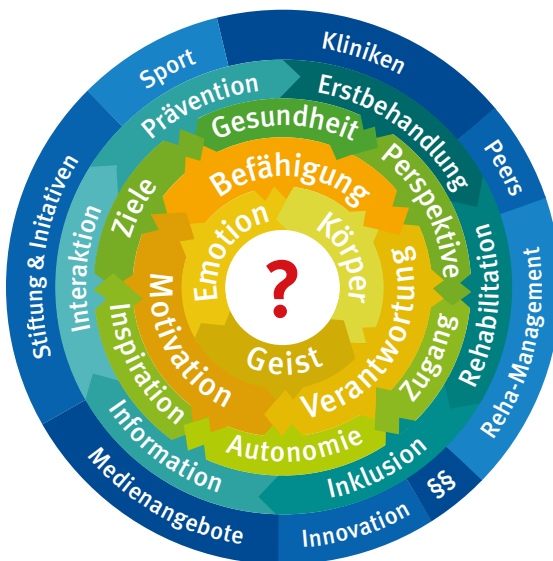 Kliniken
Peers
Reha-Management
§§
Innovation
Medienangebote
Stiftung & Initativen
Sport
Prävention
Erstbehandlung
Rehabilitation
Inklusion
Information
Interaktion
Gesundheit
Perspektive
Zugang
Autonomie
Inspiration
Ziele
Befähigung
Verantwortung
Motivation
Emotion
Körper
Geist
?